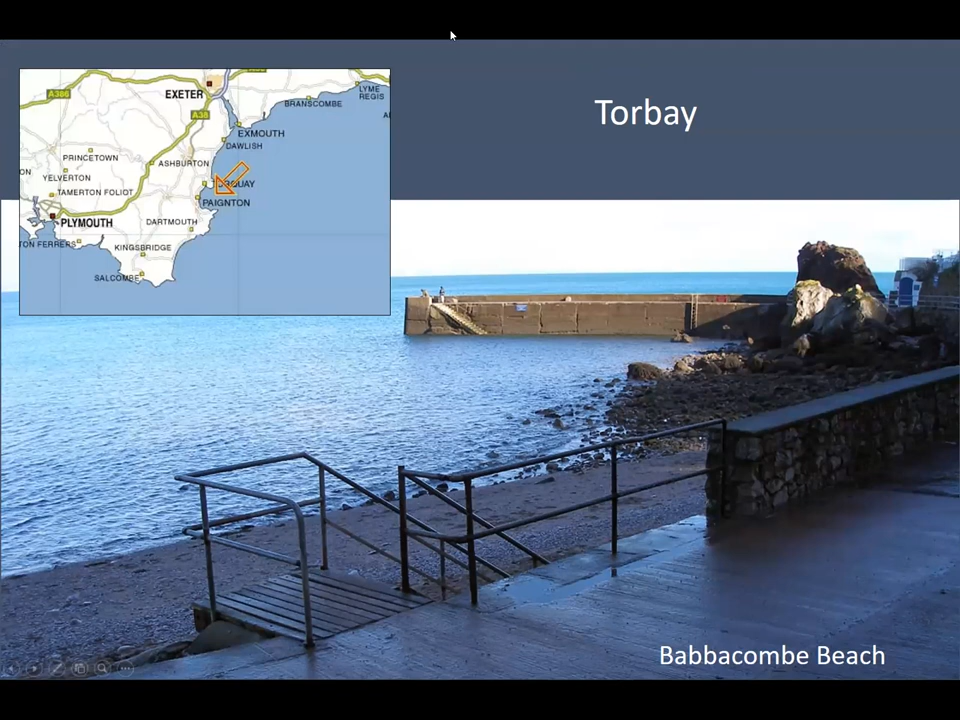 Torbay
A386
EXETER
LYME
REGIS
BRANSCOMBE
A38
EXMOUTH
DAWLISH
PRINCETOWN
ASHBURTON
YELVERTON
TAMERTON FOLIOT
PAIGNTON
PLYMOUTH
DARTMOUTH
TON FERRERS
KINGSBRIDGE
SALCOMBE
Babbacombe Beach